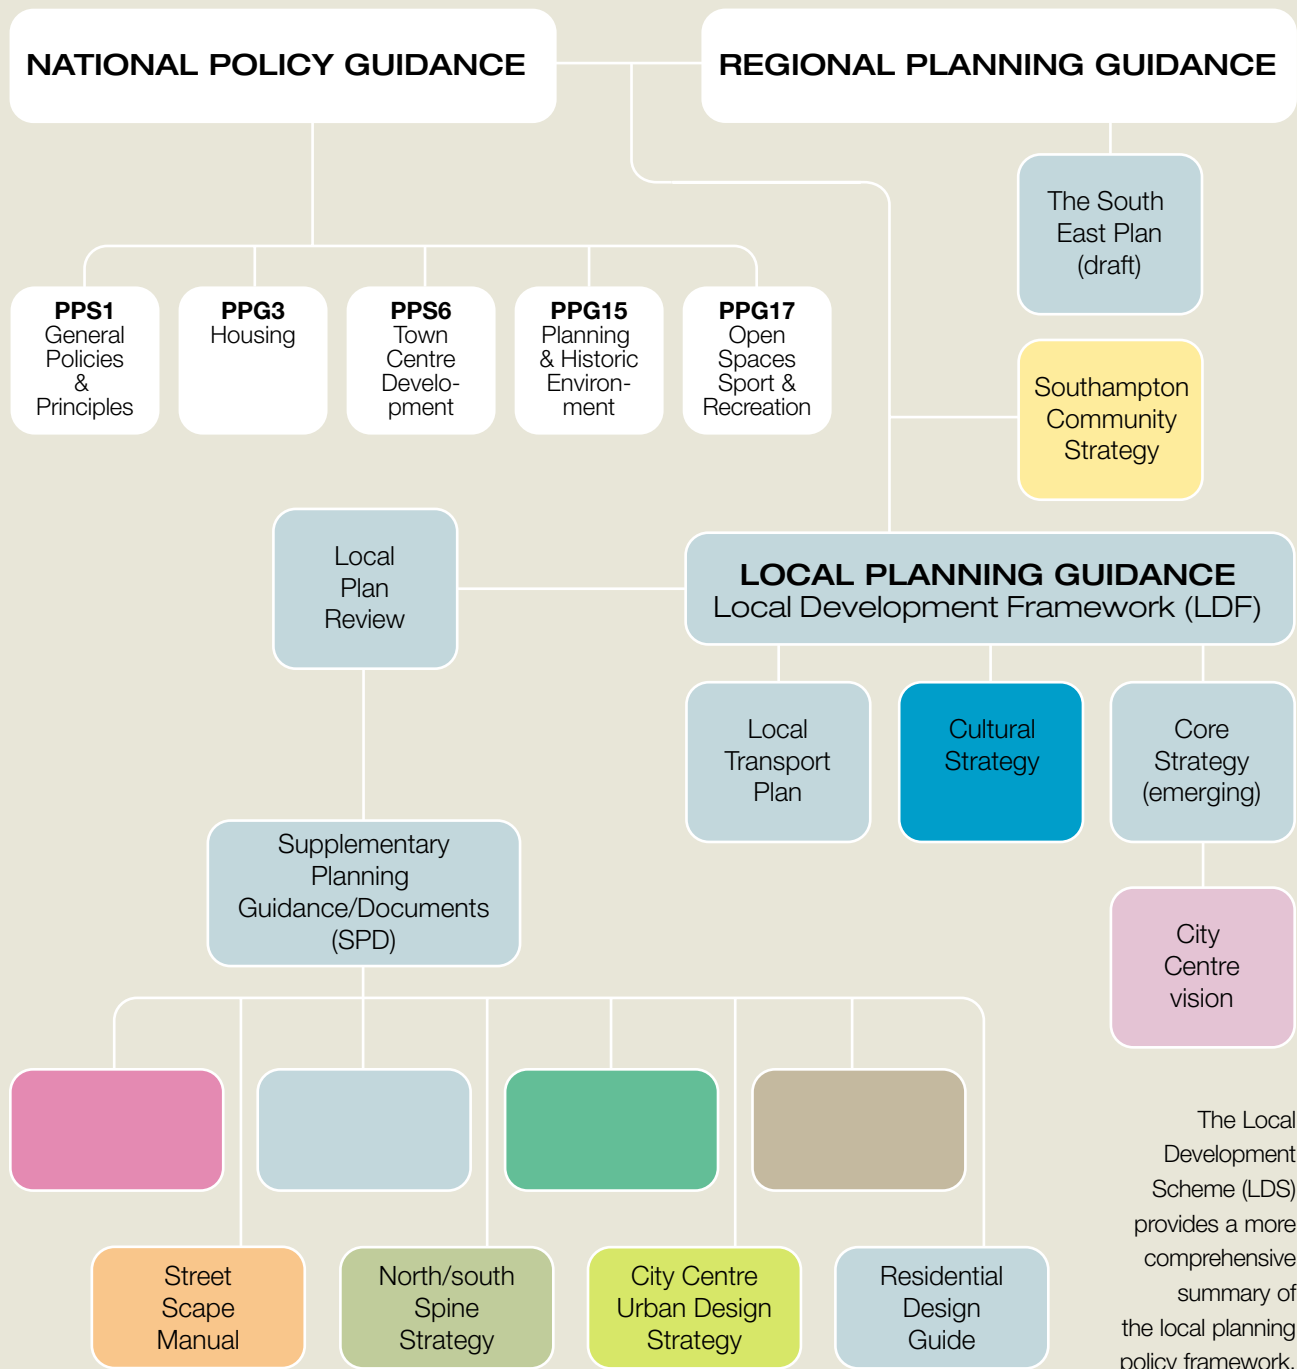 NATIONAL POLICY GUIDANCE
REGIONAL PLANNING GUIDANCE
The South
East Plan
(draft)
PPS1
General
Policies
&
Principles
PPG3
Housing
PPS6
Town
Centre
Develo-
pment
PPG15
Planning
& Historic
Environ-
ment
PPG17
Open
Spaces
Sport &
Recreation
Southampton
Community
Strategy
Local
Plan
Review
LOCAL PLANNING GUIDANCE
Local Development Framework (LDF)
Local
Transport
Plan
Cultural
Strategy
Core
Strategy
(emerging)
Supplementary
Planning
Guidance/Documents
(SPD)
City
Centre
vision
Street
Scape
Manual
North/south
Spine
Strategy
City Centre
Urban Design
Strategy
Residential
Design
Guide
The Local
Development
Scheme (LDS)
provides a more
comprehensive
summary of
the local planning
policy framework.